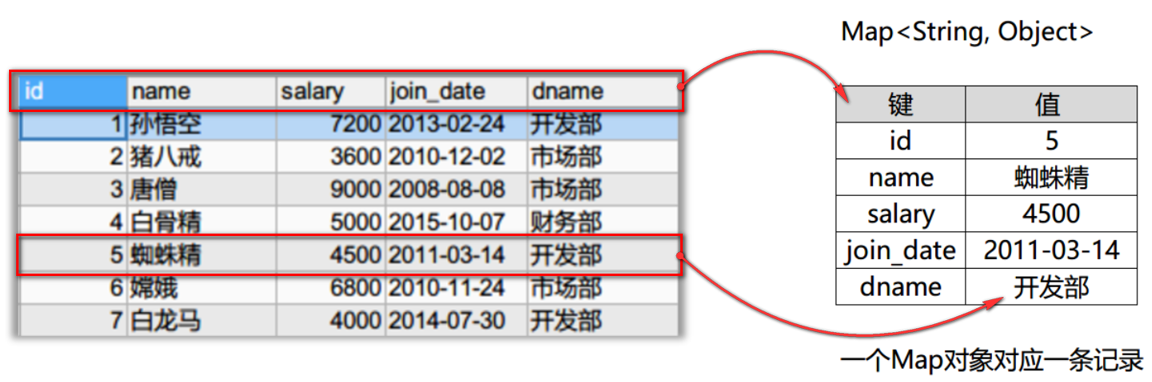 Map<String, Object>
id name salary join_date dname
1 孙悟空 7200 2013-02-24 开发部
2 猪八戒 3600 2010-12-02 市场部
3 唐僧 9000 2008-08-08 市场部
4 白骨精 5000 2015-10-07 财务部
5 蜘蛛精 4500 2011-03-14 开发部
6 嫦娥 6800 2010-11-24 市场部
7 白龙马 4000 2014-07-30 开发部
键 值
id 5
name 蜘蛛精
salary 4500
join_date 2011-03-14
dname 开发部
一个Map对象对应一条记录